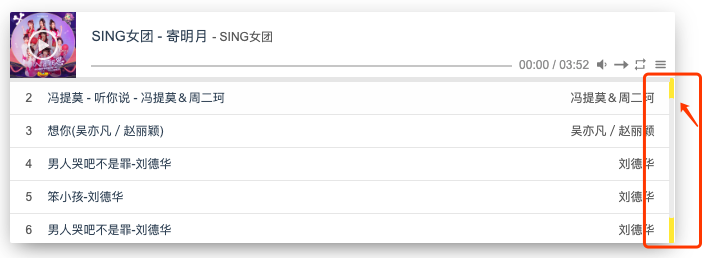 SING女团 - 寄明月 - SING女团
00:00 / 03:52
2 冯提莫 - 听你说 - 冯提莫＆周二珂 冯提莫＆周二珂
3 想你(吴亦凡 / 赵丽颖) 吴亦凡 / 赵丽颖
4 男人哭吧不是罪-刘德华 刘德华
5 笨小孩-刘德华 刘德华
6 男人哭吧不是罪-刘德华 刘德华